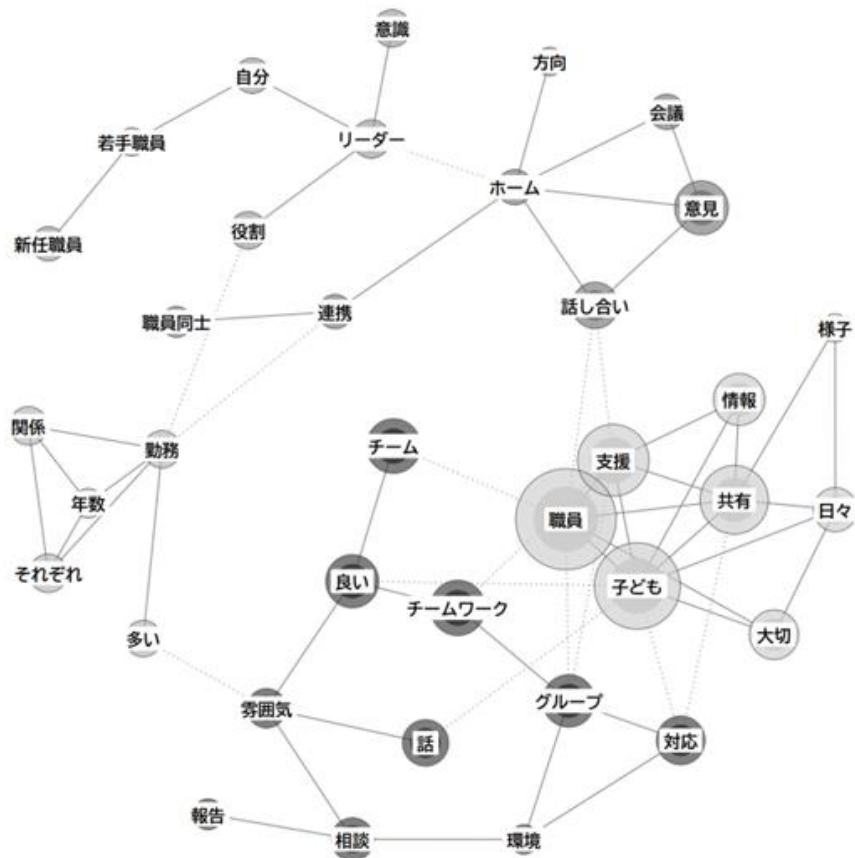 意識
方向
自分
会議
若手職員
リーダー
ホーム
意見
役割
新任職員
職員同士
連携
話し合い
様子
情報
関係
チーム
勤務
支援
年数
共有
日々
職員
それぞれ
良い
チームワーク
子ども
多い
大切
雰囲気
グループ
話
対応
報告
相談
環境